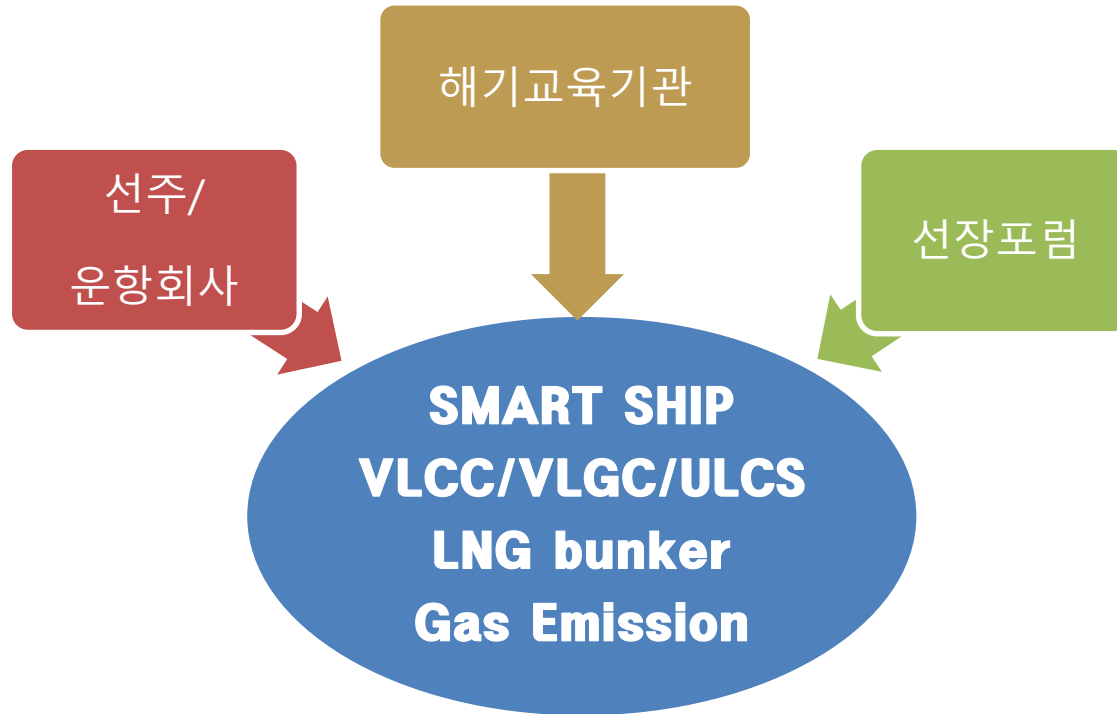 해기교육기관
선주/
운항회사
선장포럼
SMART SHIP
VLCC/VLGC/ULCS
LNG bunker
Gas Emission